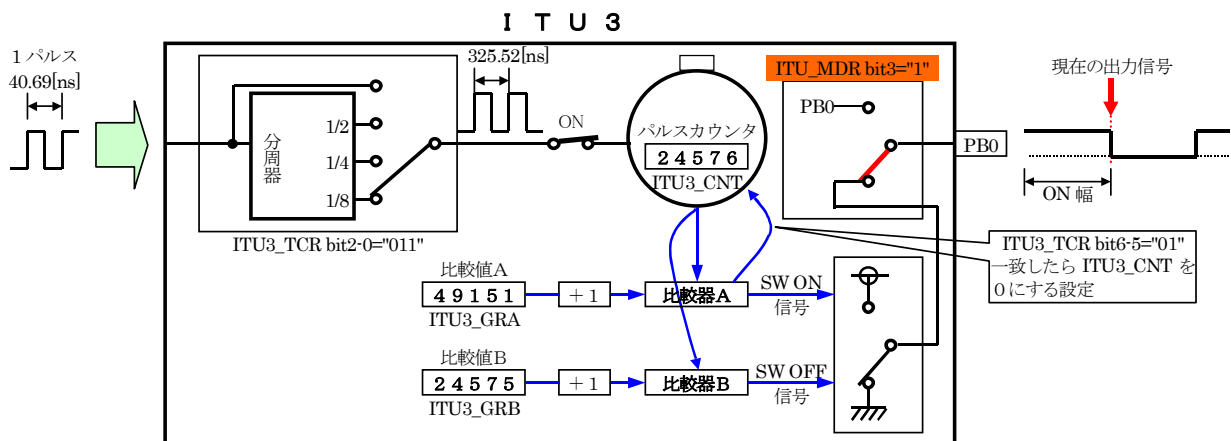 ＩＴＵ３
1 パルス
40.69[ns]
325.52[ns]
分周器
1/2
1/4
1/8
ITU3_TCR bit2-0="011"
ON
パルスカウンタ
２４５７６
ITU3_CNT
ITU_MDR bit3="1"
PB0
PB0
現在の出力信号
ON 幅
ITU3_TCR bit6-5="01"
一致したら ITU3_CNT を
０にする設定
比較値A
４９１５１
ITU3_GRA
＋1
比較器A
SW ON
信号
比較値B
２４５７５
ITU3_GRB
＋1
比較器B
SW OFF
信号